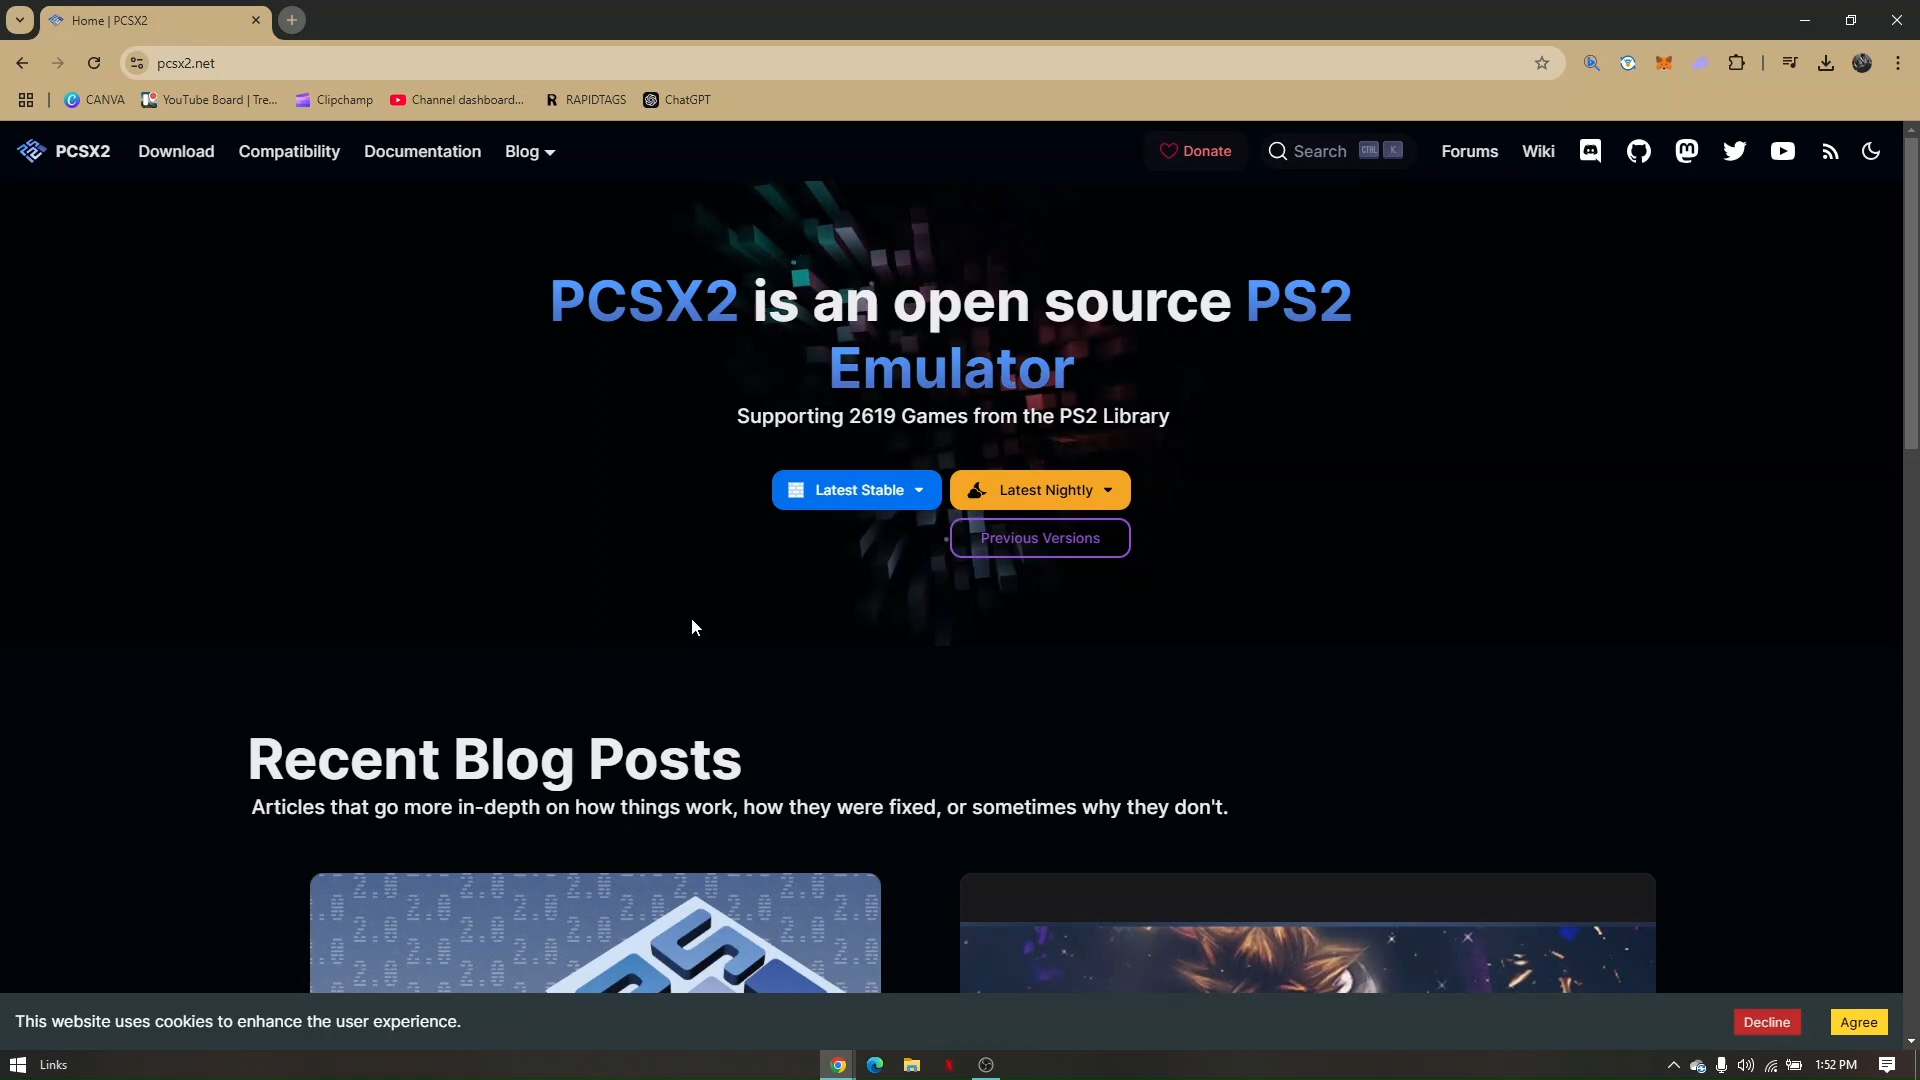 Home | PCSX2
pcsx2.net
CANVA
YouTube Board | Tre...
Clipchamp
Channel dashboard...
R RAPIDTAGS
ChatGPT
PCSX2
Download
Compatibility
Documentation
Blog
Donate
Search CTRL K
Forums
Wiki
PCSX2 is an open source PS2
Emulator
Supporting 2619 Games from the PS2 Library
Latest Stable
Latest Nightly
Previous Versions
Recent Blog Posts
Articles that go more in-depth on how things work, how they were fixed, or sometimes why they don't.
This website uses cookies to enhance the user experience.
Decline
Agree
Links
1:52 PM